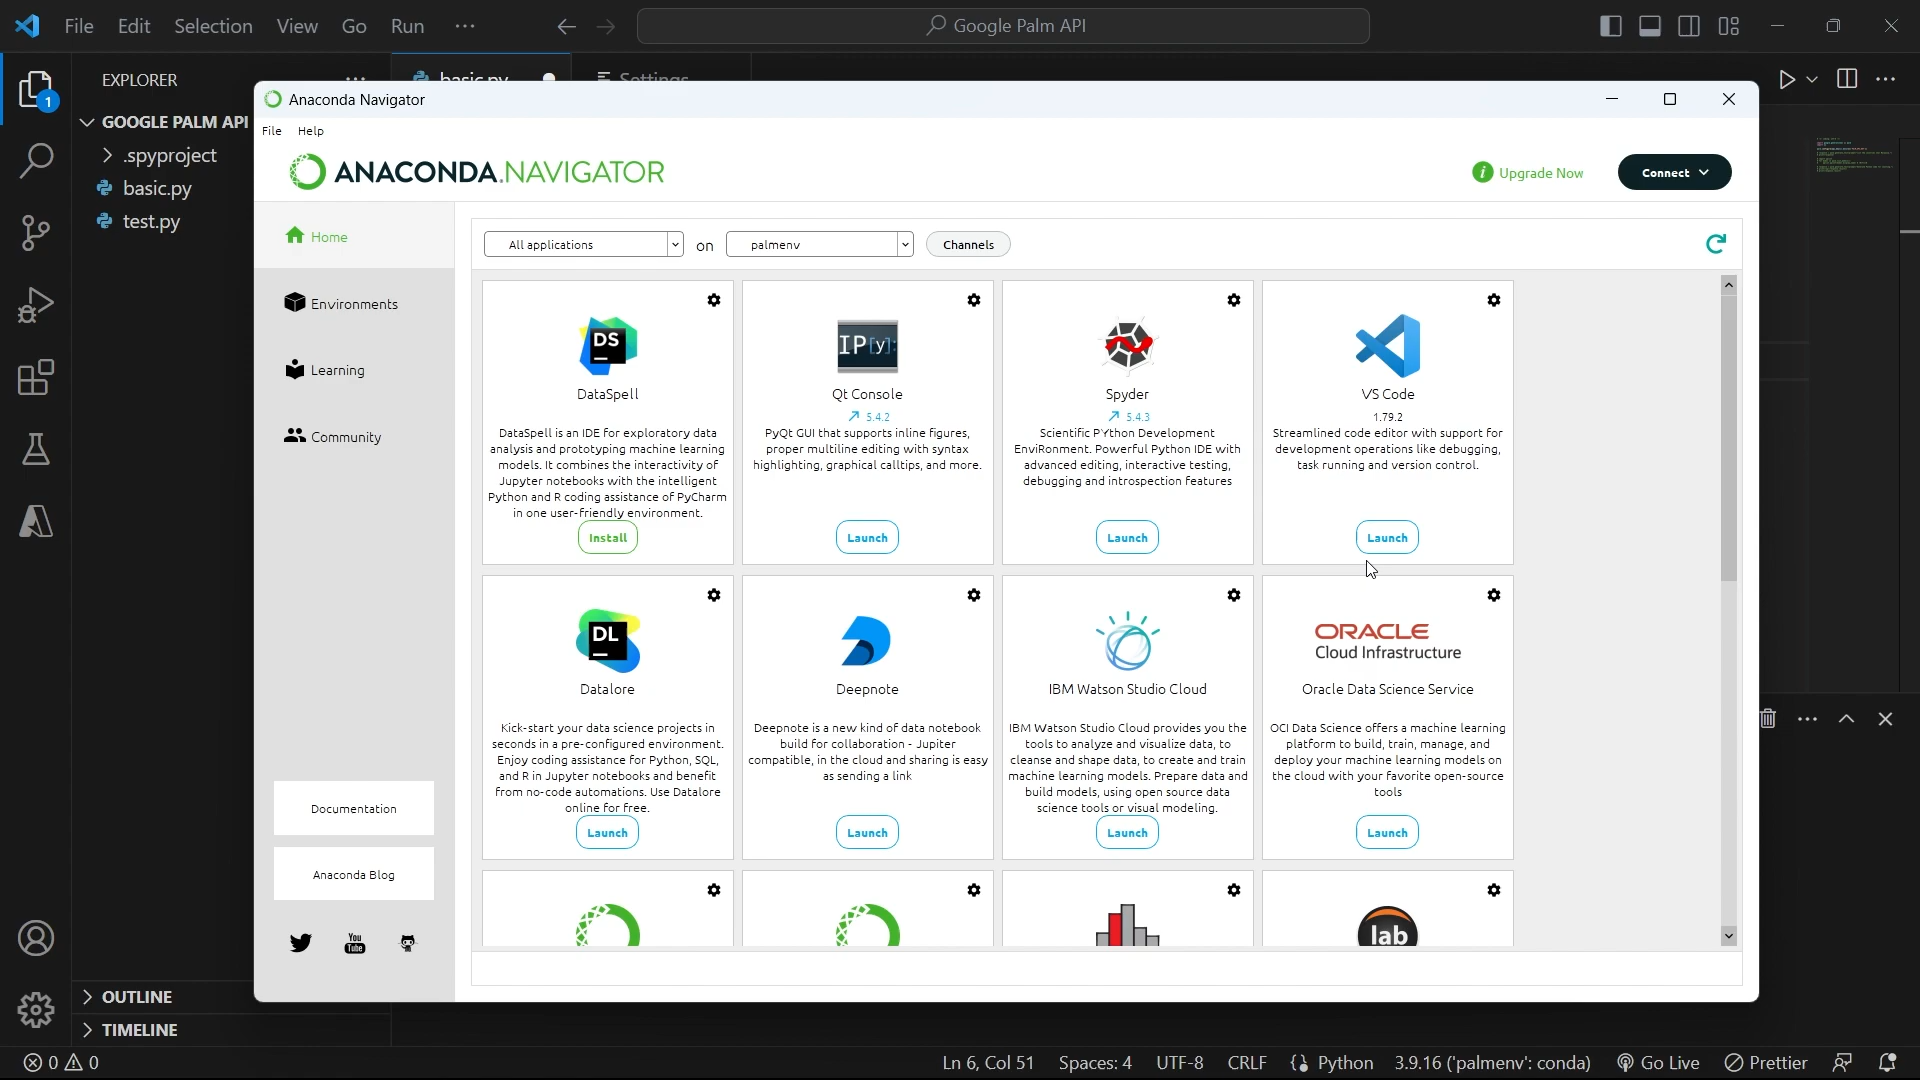 File Edit Selection View Go Run ···
Google Palm API
EXPLORER
basic.py
Settings
GOOGLE PALM API
.spyproject
basic.py
test.py
OUTLINE
TIMELINE
1
Anaconda Navigator
File Help
ANACONDA.NAVIGATOR
Upgrade Now
Connect
Home
Environments
Learning
Community
Documentation
Anaconda Blog
You
Tube
All applications on palmenv Channels
DS
DataSpell
DataSpell is an IDE for exploratory data
analysis and prototyping machine learning
models. It combines the interactivity of
Jupyter notebooks with the intelligent
Python and R coding assistance of PyCharm
in one user-friendly environment.
Install
IP[y]:
Qt Console
5.4.2
PyQt GUI that supports inline figures,
proper multiline editing with syntax
highlighting, graphical calltips, and more.
Launch
Spyder
5.4.3
Scientific PYthon Development
EnviRonment. Powerful Python IDE with
advanced editing, interactive testing,
debugging and introspection features
Launch
VS Code
1.79.2
Streamlined code editor with support for
development operations like debugging,
task running and version control.
Launch
DL
Datalore
Kick-start your data science projects in
seconds in a pre-configured environment.
Enjoy coding assistance for Python, SQL,
and R in Jupyter notebooks and benefit
from no-code automations. Use Datalore
online for free.
Launch
Deepnote
Deepnote is a new kind of data notebook
build for collaboration - Jupiter
compatible, in the cloud and sharing is easy
as sending a link
Launch
IBM Watson Studio Cloud
IBM Watson Studio Cloud provides you the
tools to analyze and visualize data, to
cleanse and shape data, to create and train
machine learning models. Prepare data and
build models, using open source data
science tools or visual modeling.
Launch
ORACLE
Cloud Infrastructure
Oracle Data Science Service
OCI Data Science offers a machine learning
platform to build, train, manage, and
deploy your machine learning models on
the cloud with your favorite open-source
tools
Launch
lab
0 0
Ln 6, Col 51 Spaces: 4 UTF-8 CRLF Python 3.9.16 ('palmenv': conda) Go Live Prettier